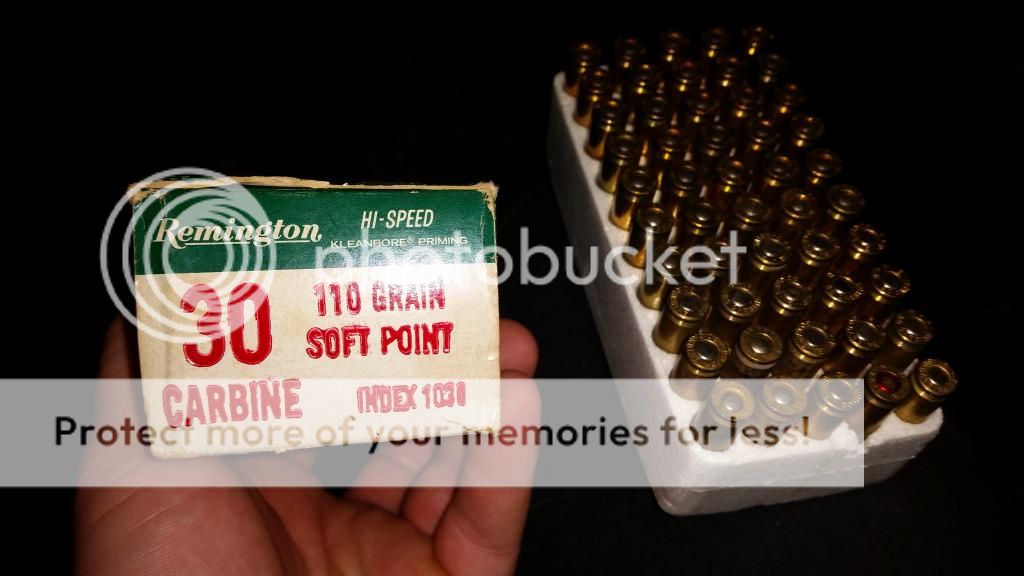 Remington
HI-SPEED
KLEANBORE® PRIMING
30
110 GRAIN
SOFT POINT
CARBINE
INDEX 1030
photobucket
Protect more of your memories for less!